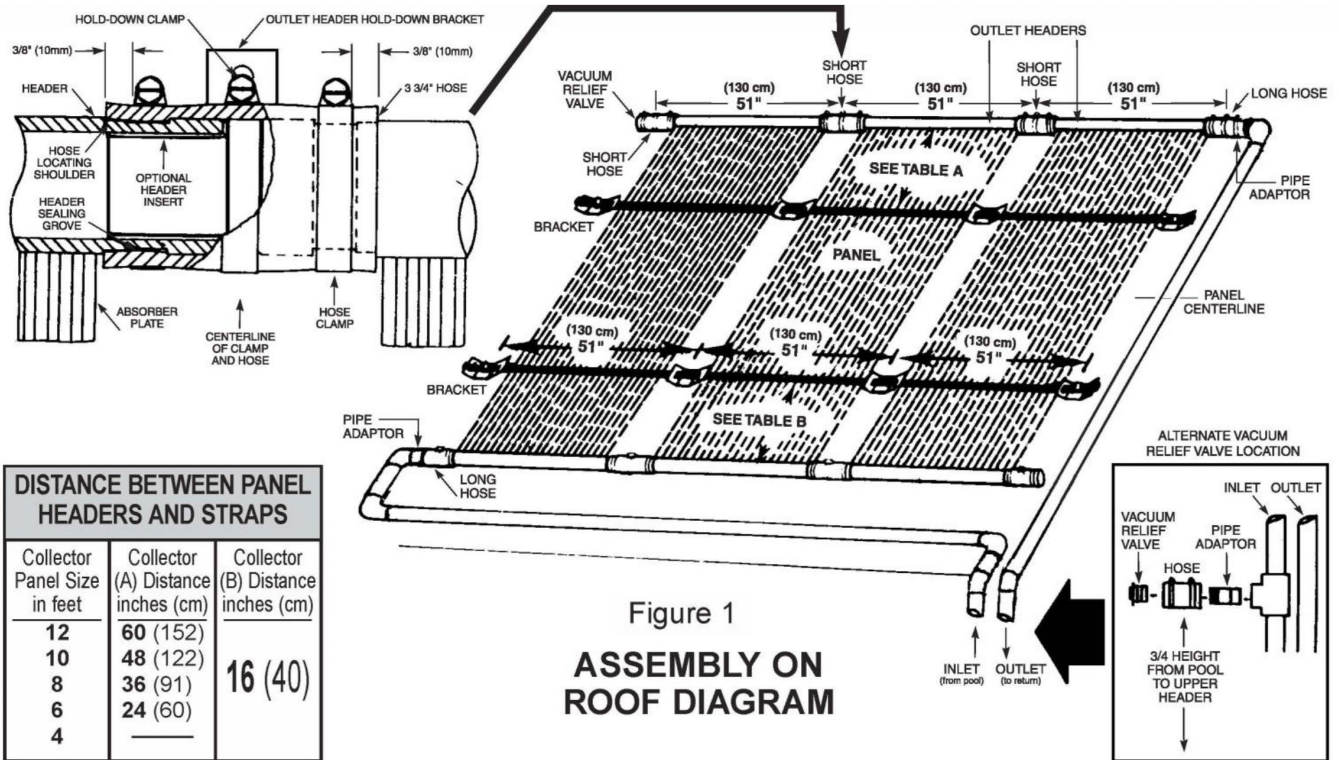 HOLD-DOWN CLAMP
OUTLET HEADER HOLD-DOWN BRACKET
3/8" (10mm)
3/8" (10mm)
HEADER
3 3/4" HOSE
HOSE
LOCATING
SHOULDER
OPTIONAL
HEADER
INSERT
HEADER
SEALING
GROVE
ABSORBER
PLATE
CENTERLINE
OF CLAMP
AND HOSE
HOSE
CLAMP
OUTLET HEADERS
VACUUM
RELIEF
VALVE
SHORT
HOSE
SHORT
HOSE
LONG HOSE
(130 cm)
51"
(130 cm)
51"
(130 cm)
51"
SHORT
HOSE
SEE TABLE A
PIPE
ADAPTOR
BRACKET
PANEL
PANEL
CENTERLINE
(130 cm)
51"
(130 cm)
51"
(130 cm)
51"
BRACKET
SEE TABLE B
PIPE
ADAPTOR
LONG
HOSE
INLET
(from pool)
OUTLET
(to return)
ALTERNATE VACUUM
RELIEF VALVE LOCATION
INLET OUTLET
VACUUM
RELIEF
VALVE
HOSE
PIPE
ADAPTOR
3/4 HEIGHT
FROM POOL
TO UPPER
HEADER
DISTANCE BETWEEN PANEL
HEADERS AND STRAPS
Collector
Panel Size
in feet
Collector
(A) Distance
inches (cm)
Collector
(B) Distance
inches (cm)
12 60 (152)
10 48 (122)
8 36 (91)
6 24 (60)
4 ———
16 (40)
Figure 1
ASSEMBLY ON
ROOF DIAGRAM